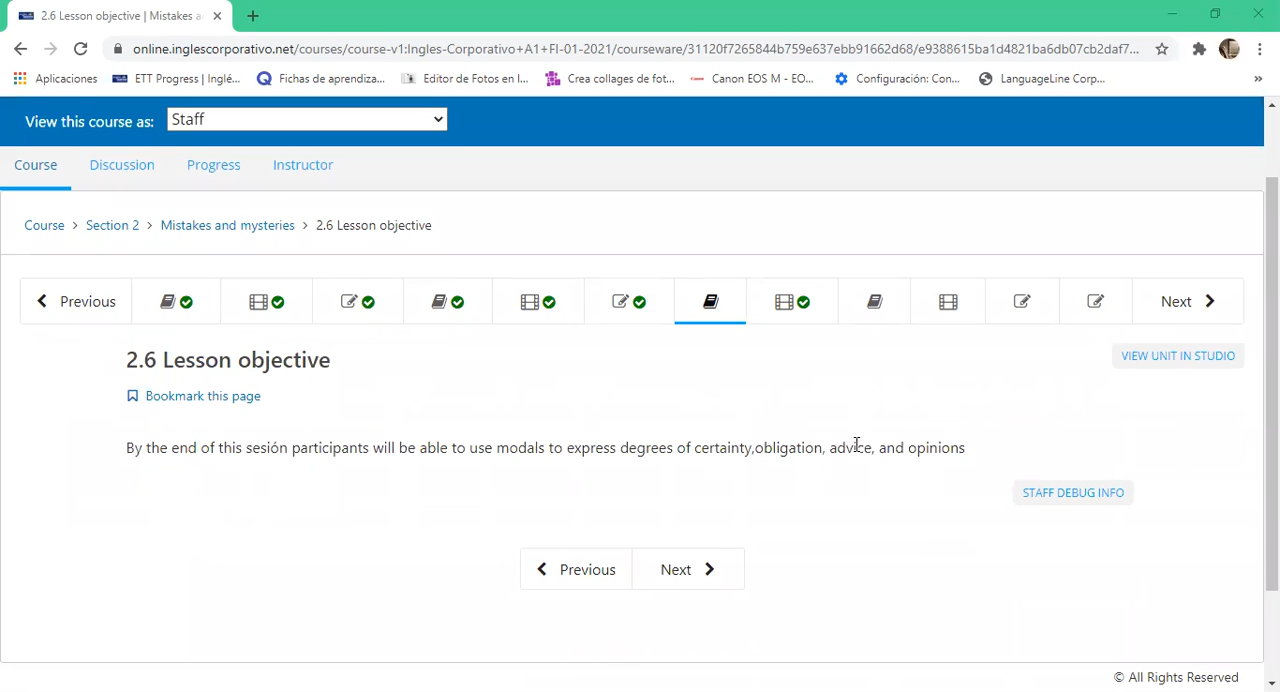 2.6 Lesson objective | Mistakes a
online.inglescorporativo.net/courses/course-v1:Ingles-Corporativo+A1+FI-01-2021/courseware/31120f7265844b759e637ebb91662d68/e9388615ba1d4821ba6db07cb2daf7...
Aplicaciones ETT Progress | Inglé... Fichas de aprendiza... Editor de Fotos en l... Crea collages de fot... Canon EOS M - EO... Configuración: Con... LanguageLine Corp... »
View this course as: Staff
Course Discussion Progress Instructor
Course > Section 2 > Mistakes and mysteries > 2.6 Lesson objective
Previous Next
2.6 Lesson objective
VIEW UNIT IN STUDIO
Bookmark this page
By the end of this sesión participants will be able to use modals to express degrees of certainty,obligation, advice, and opinions
STAFF DEBUG INFO
Previous Next
© All Rights Reserved